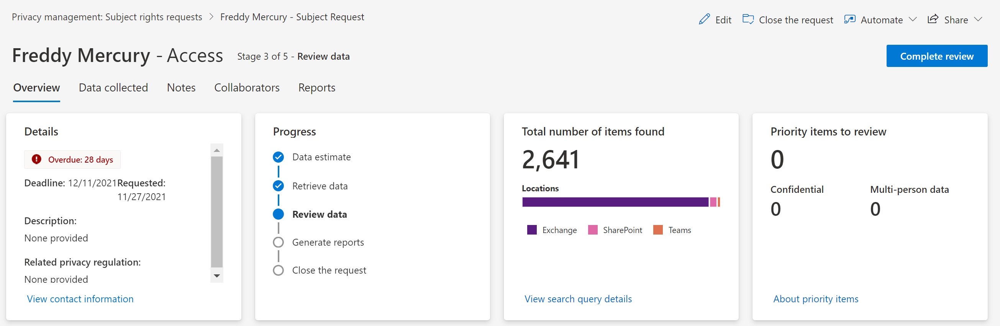 Privacy management: Subject rights requests > Freddy Mercury - Subject Request
Edit
Close the request
Automate
Share
Freddy Mercury - Access
Stage 3 of 5 - Review data
Complete review
Overview
Data collected
Notes
Collaborators
Reports
Details
Overdue: 28 days
Deadline: 12/11/2021
Requested:
11/27/2021
Description:
None provided
Related privacy regulation:
None provided
View contact information
Progress
Data estimate
Retrieve data
Review data
Generate reports
Close the request
Total number of items found
2,641
Locations
Exchange
SharePoint
Teams
View search query details
Priority items to review
0
Confidential
0
Multi-person data
0
About priority items